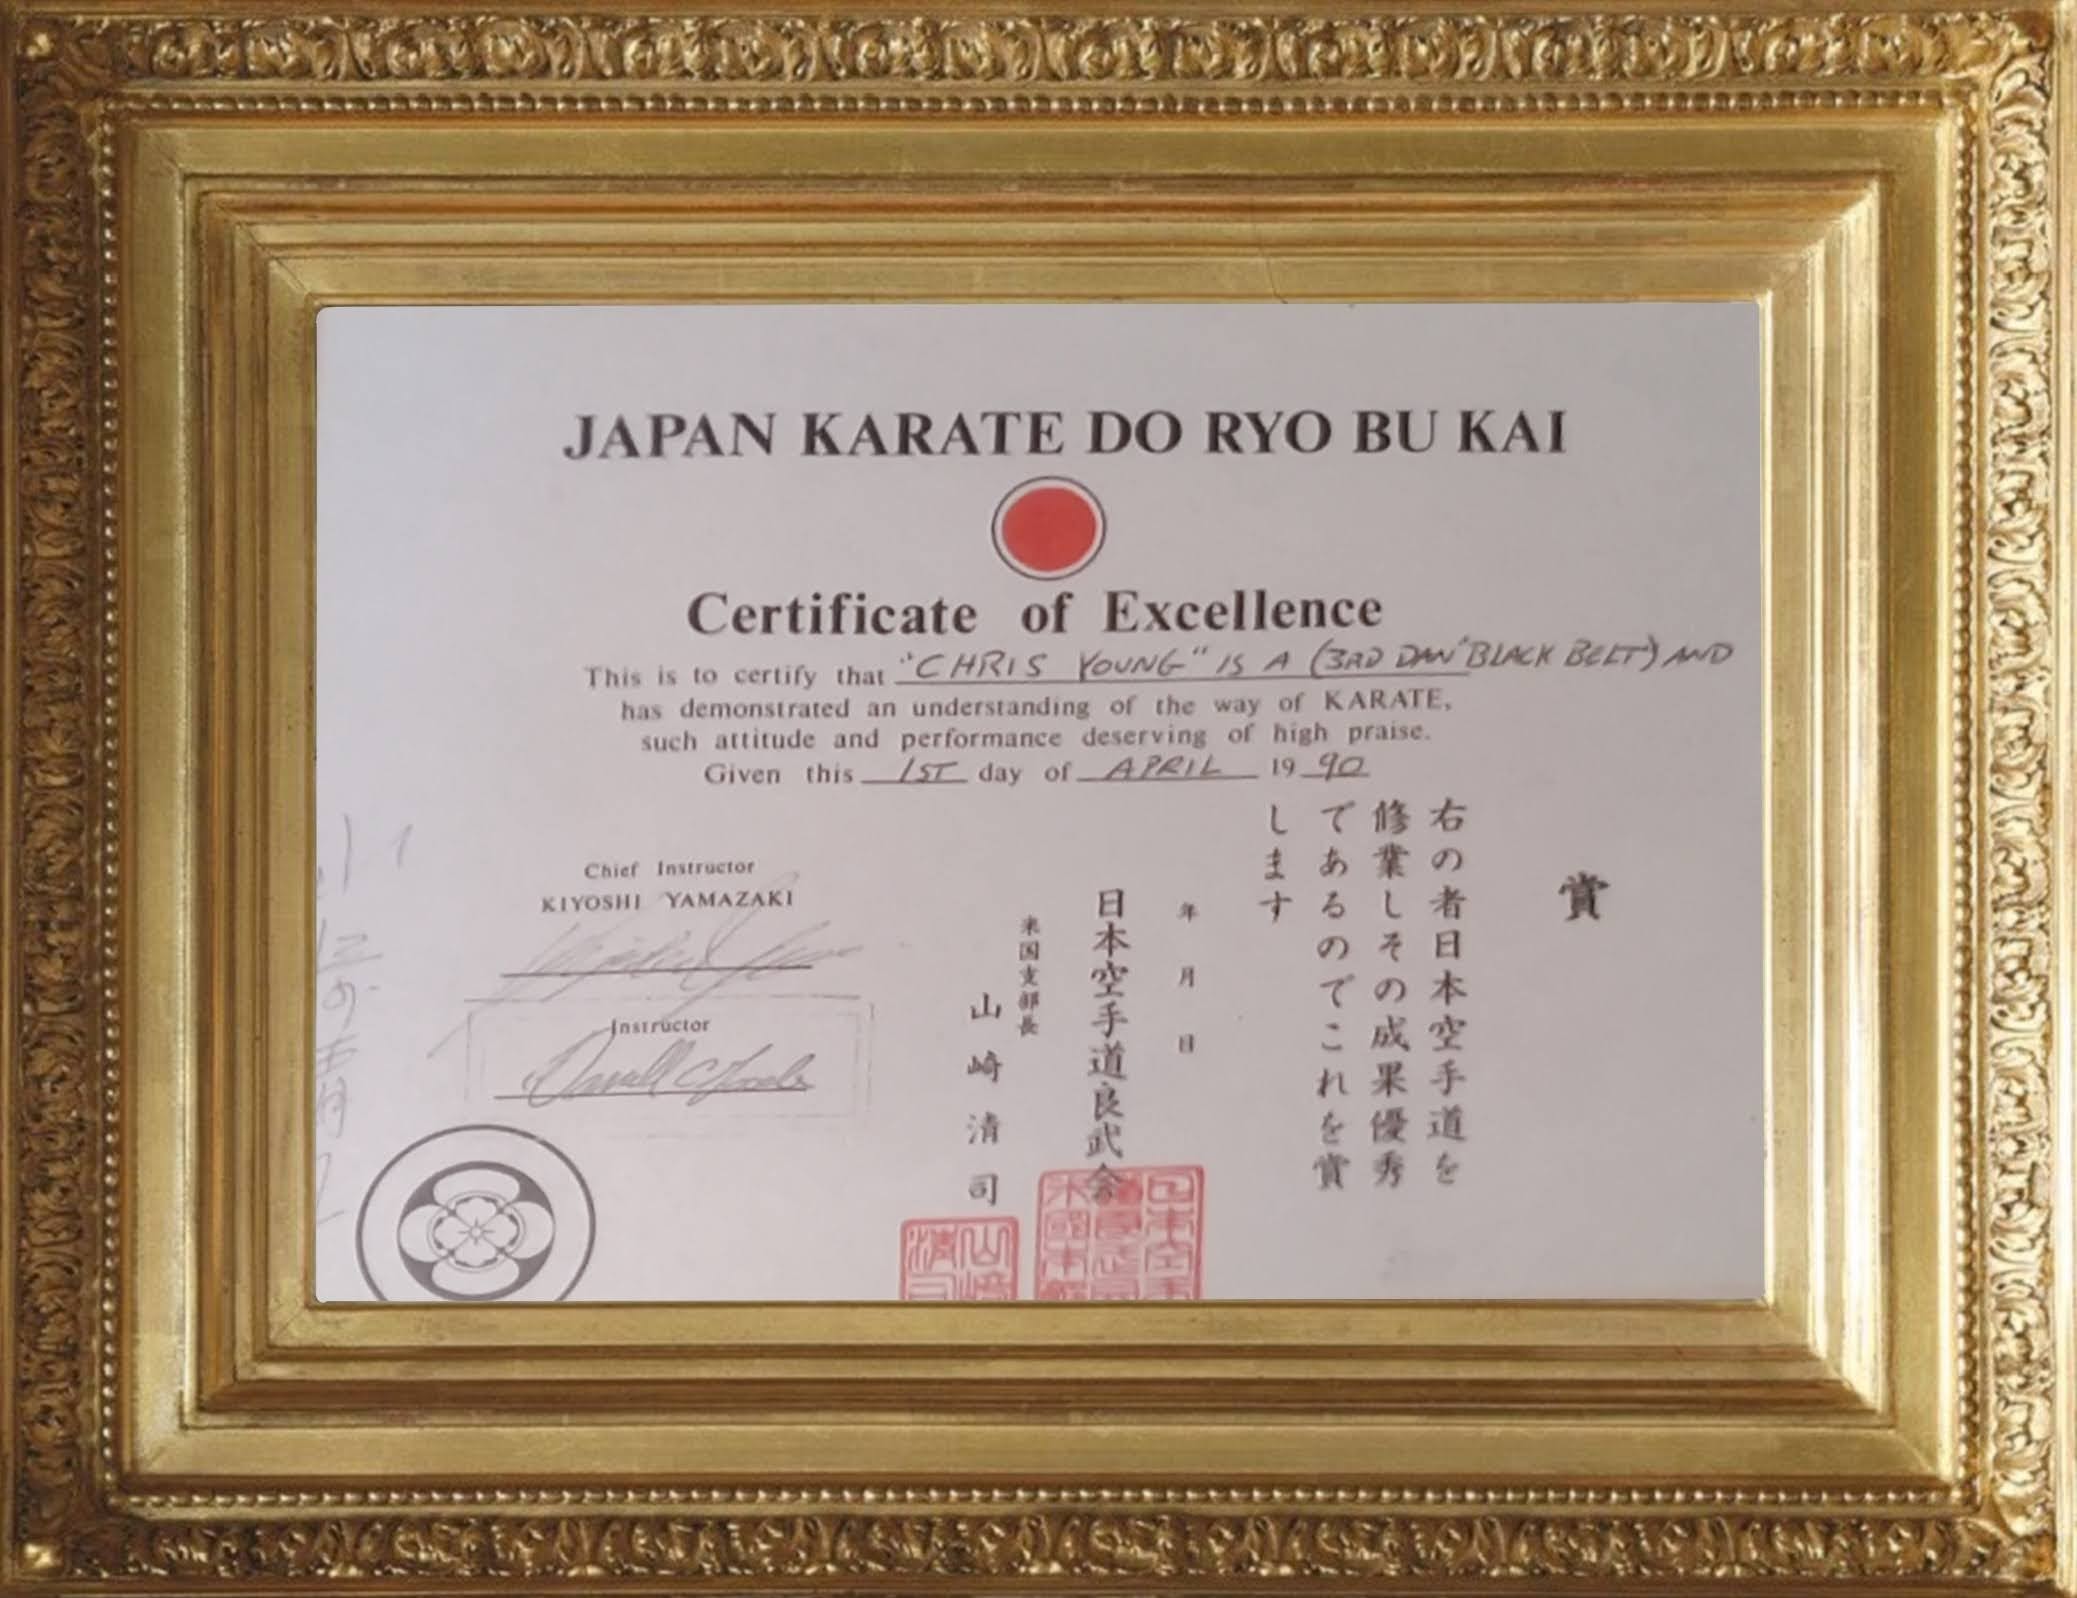 JAPAN KARATE DO RYO BU KAI
Certificate of Excellence
This is to certify that "CHRIS YOUNG" IS A (3RD DAN "BLACK BELT") AND
has demonstrated an understanding of the way of KARATE,
such attitude and performance deserving of high praise.
Given this 1ST day of APRIL 19 90
賞
右の者日本空手道を
修業しその成果優秀
であるのでこれを賞
します
年 月 日
日本空手道良武会
米国支部長
山崎清司
Chief Instructor
KIYOSHI YAMAZAKI
Instructor